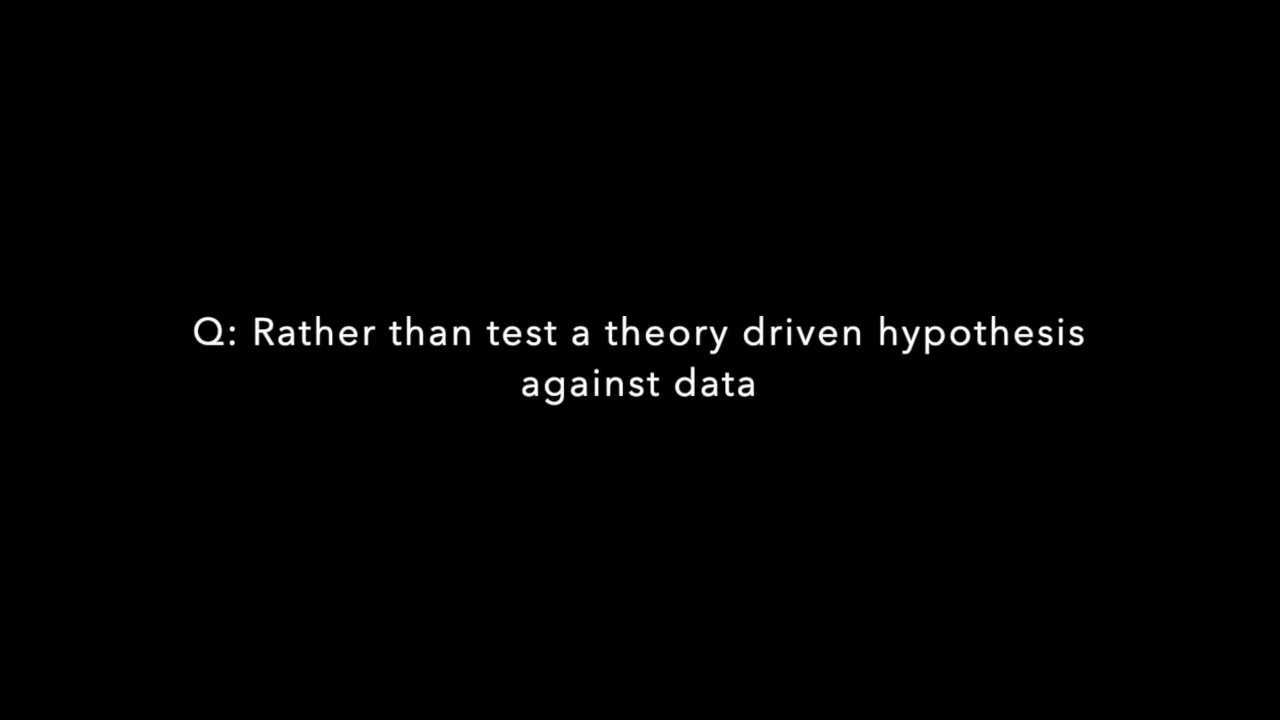 Q: Rather than test a theory driven hypothesis
against data